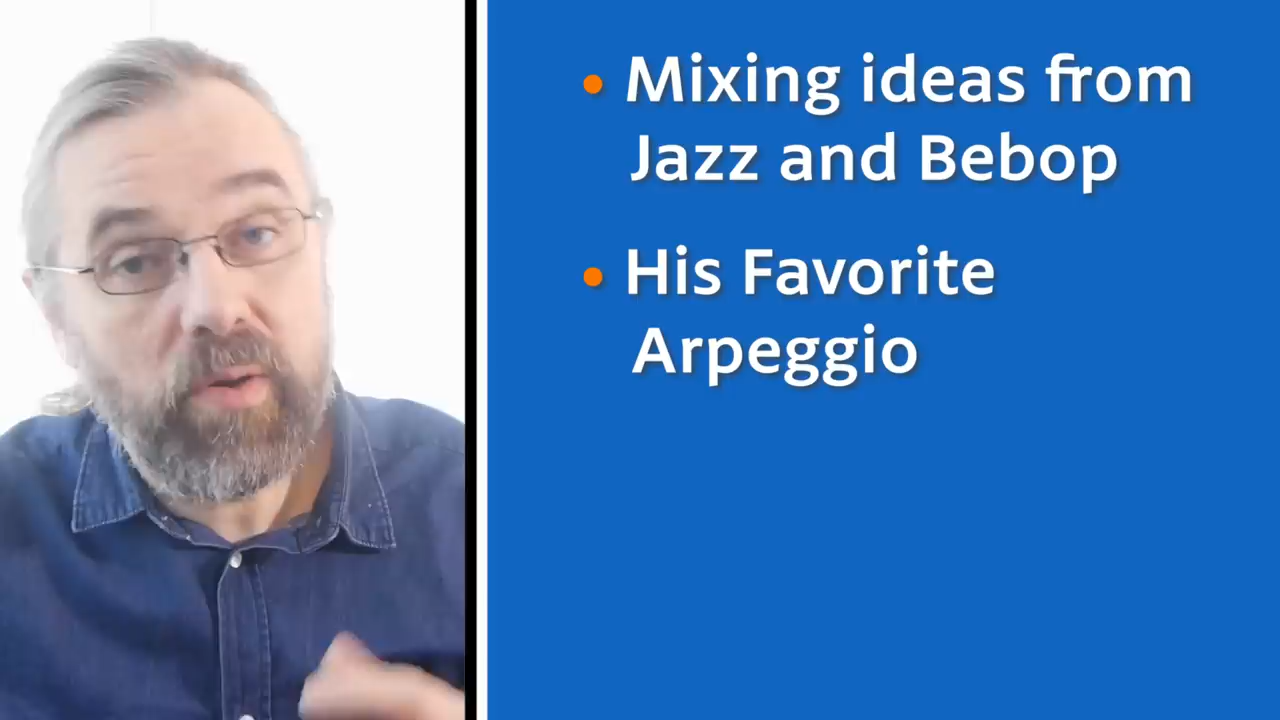 • Mixing ideas from
Jazz and Bebop
• His Favorite
Arpeggio